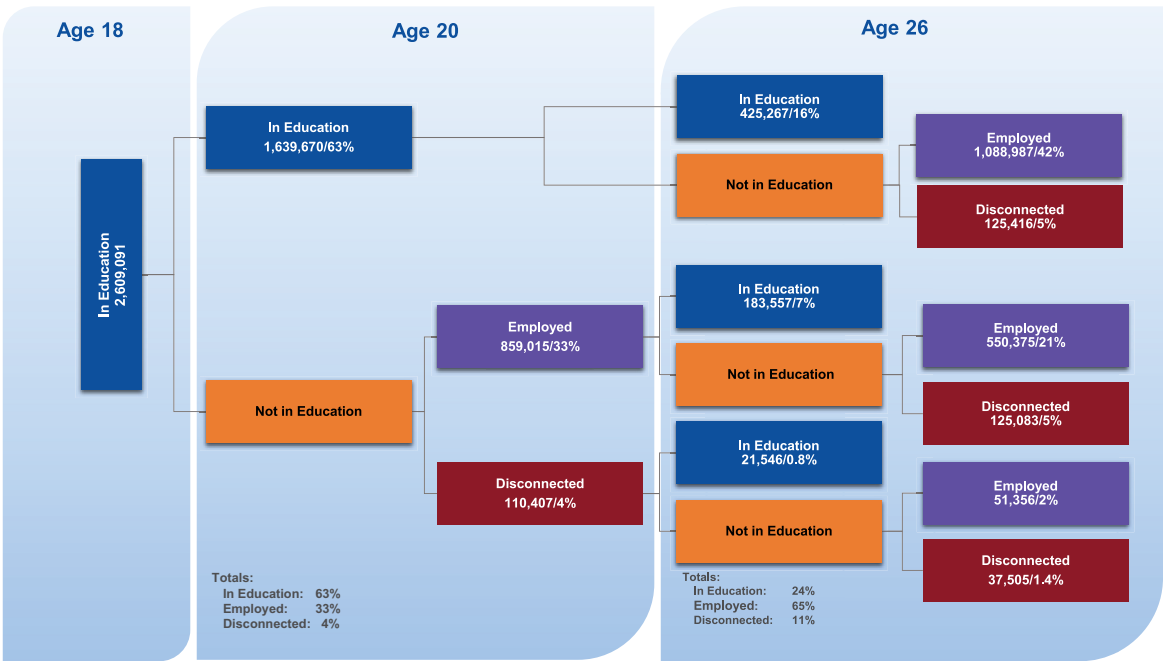 Age 18
Age 20
Age 26
In Education
2,609,091
In Education
1,639,670/63%
Not in Education
Employed
859,015/33%
Disconnected
110,407/4%
In Education
425,267/16%
Not in Education
Employed
1,088,987/42%
Disconnected
125,416/5%
In Education
183,557/7%
Not in Education
Employed
550,375/21%
Disconnected
125,083/5%
In Education
21,546/0.8%
Not in Education
Employed
51,356/2%
Disconnected
37,505/1.4%
Totals:
In Education: 63%
Employed: 33%
Disconnected: 4%
Totals:
In Education: 24%
Employed: 65%
Disconnected: 11%